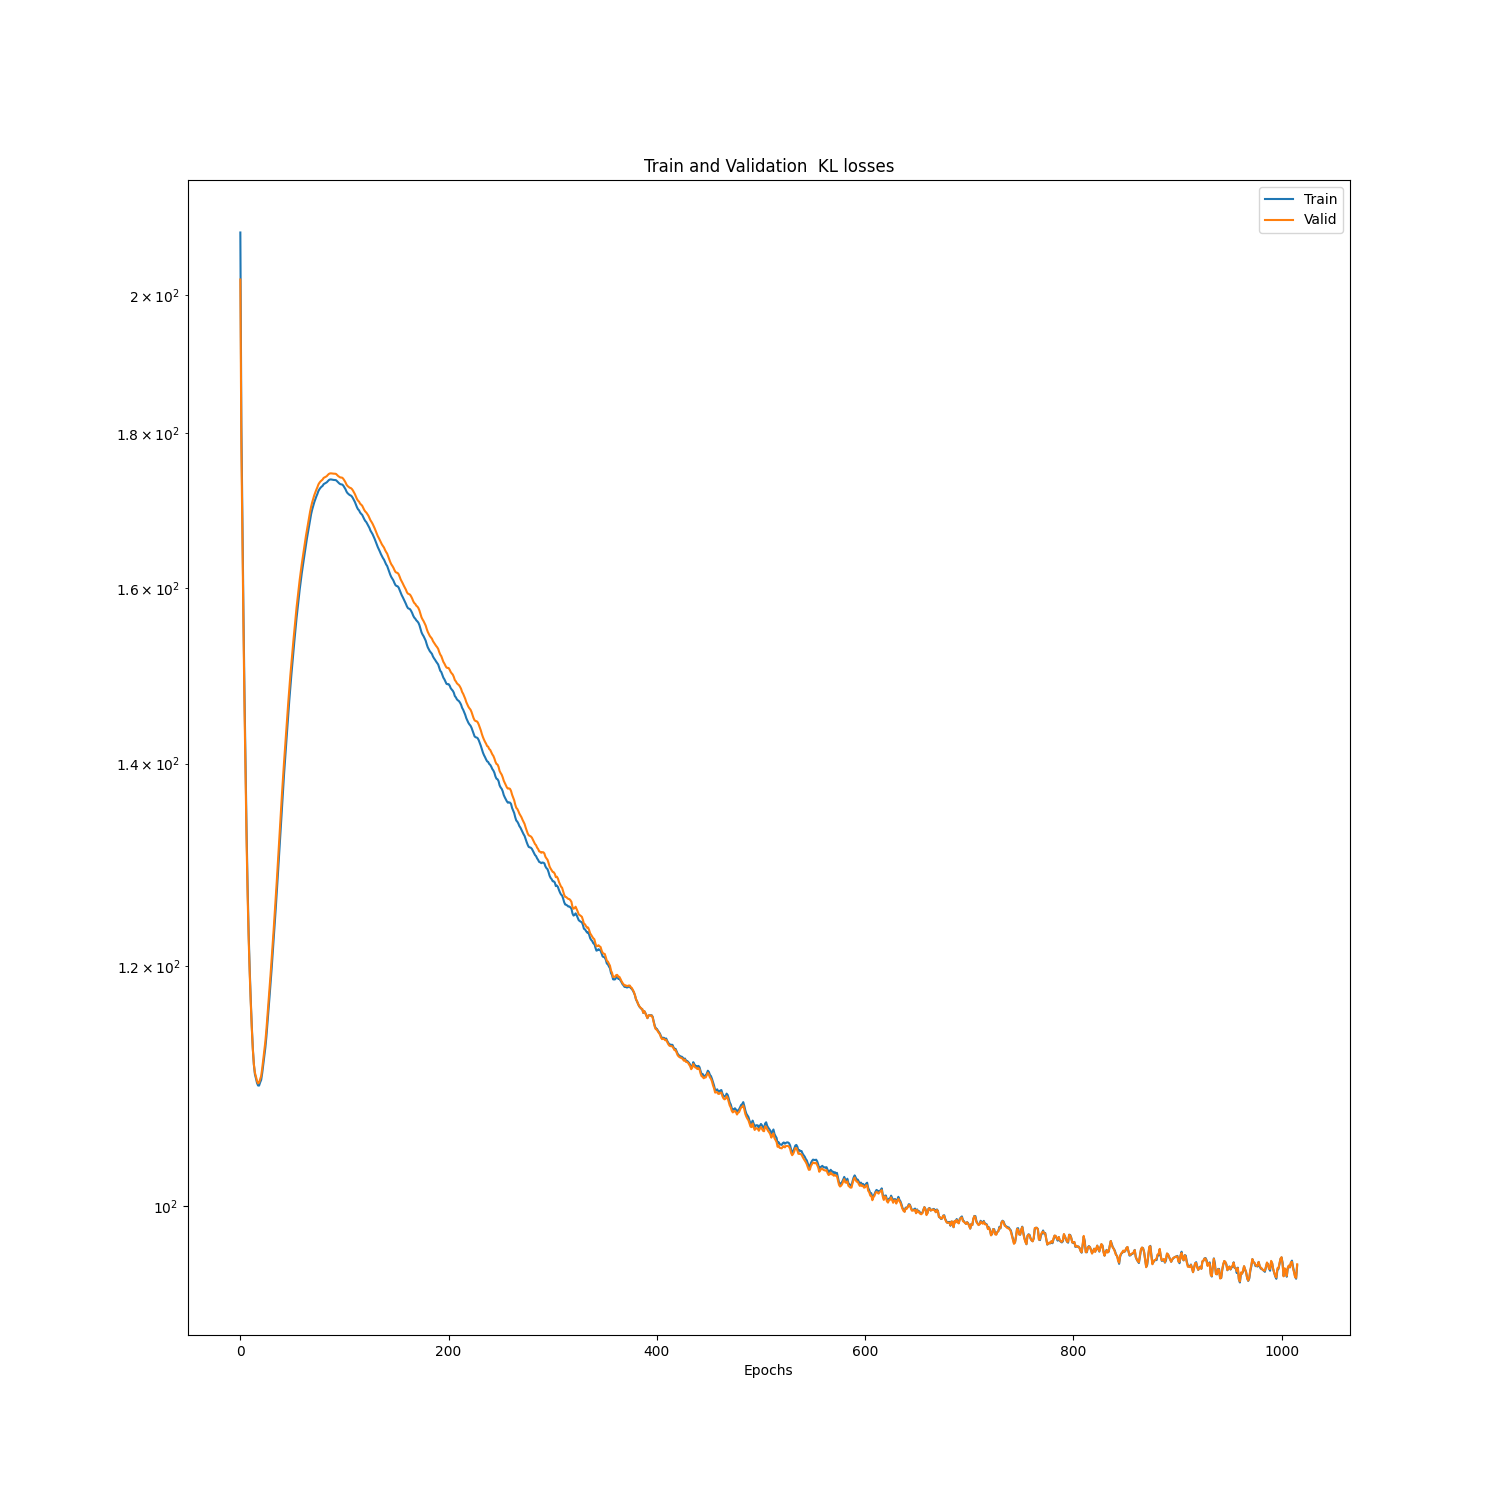 Train and Validation  KL losses
Train
Valid
2 × 10²
1.8 × 10²
1.6 × 10²
1.4 × 10²
1.2 × 10²
10²
0 200 400 600 800 1000
Epochs